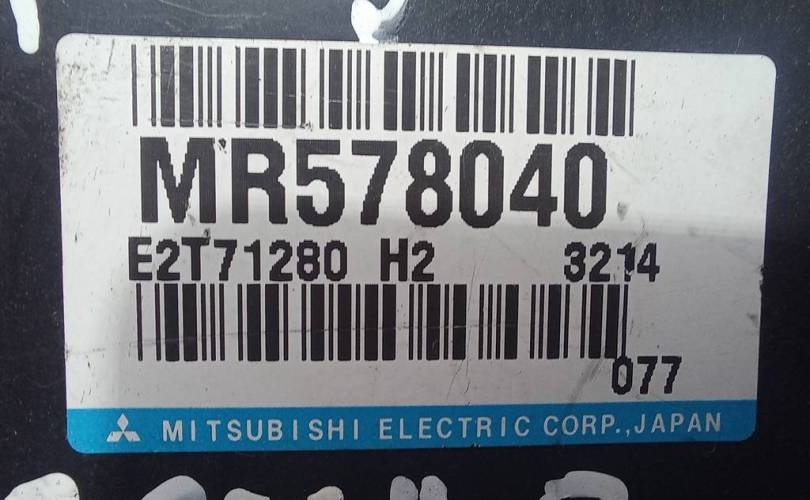 MR578040
E2T71280 H2 3214
077
MITSUBISHI ELECTRIC CORP.,JAPAN